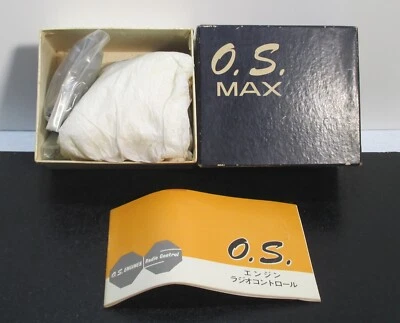 O.S.
MAX
O.S.
エンジン
ラジオコントロール
O.S. ENGINES
Radio Control